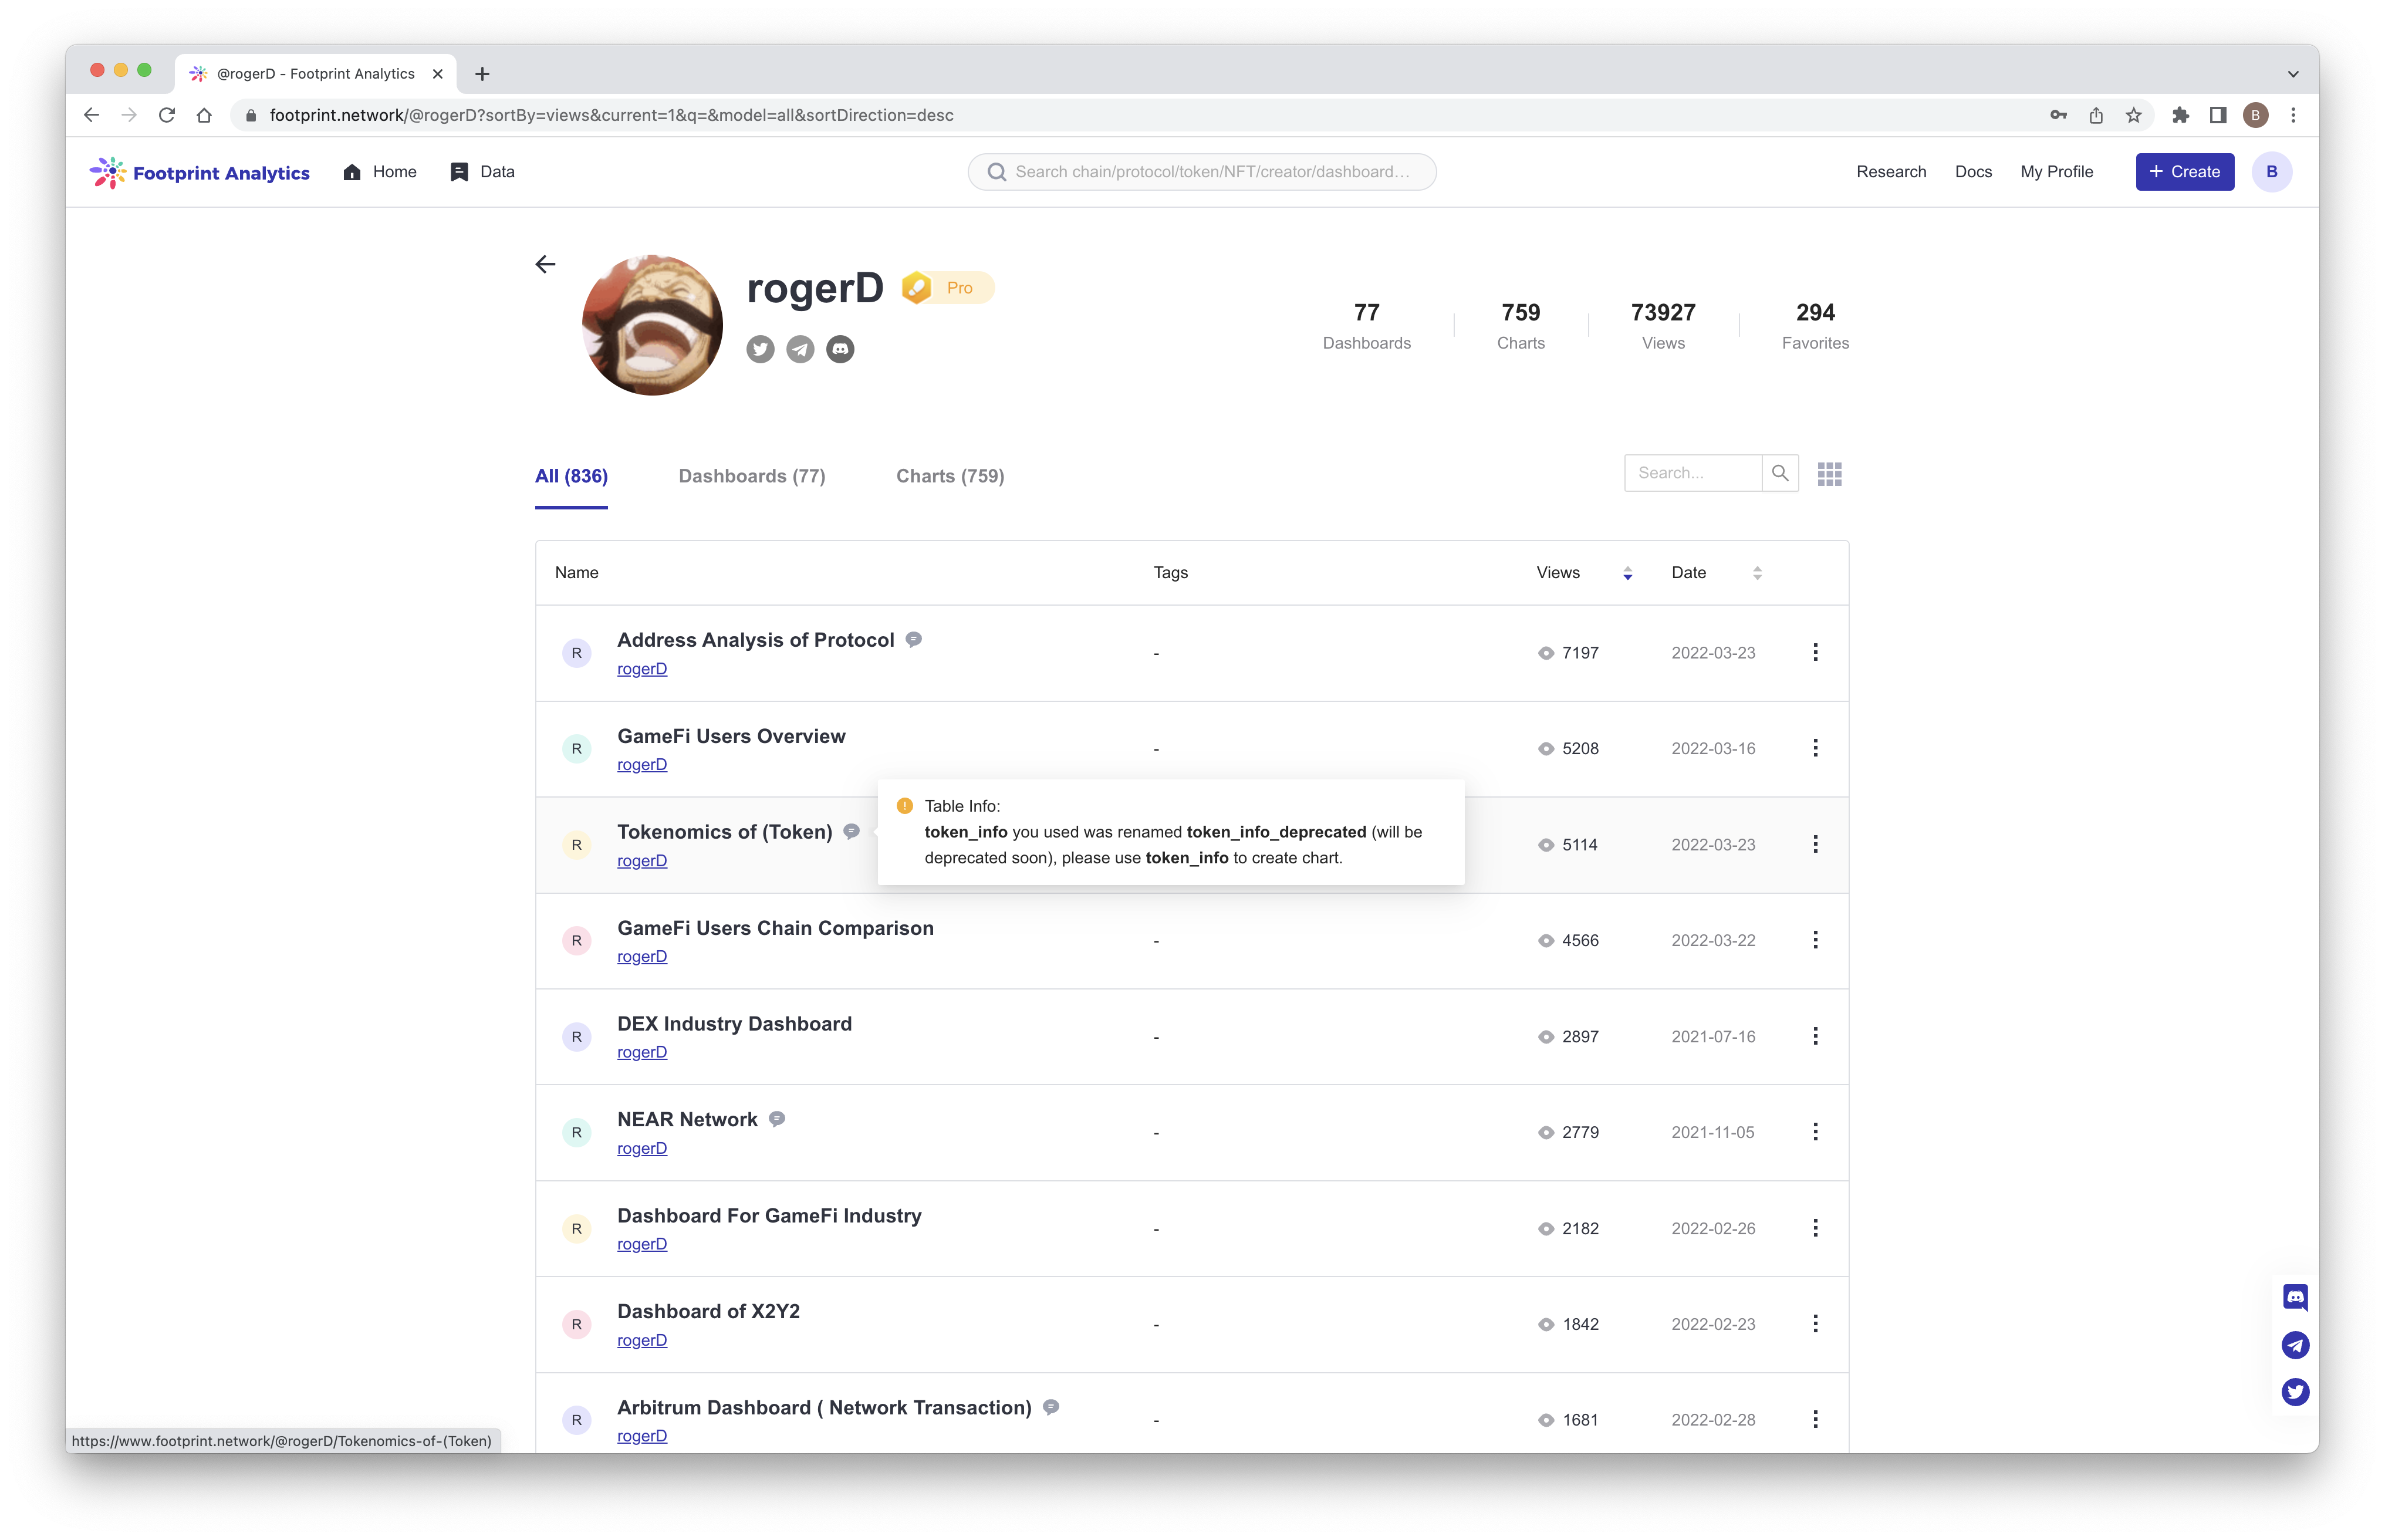 @rogerD - Footprint Analytics
footprint.network/@rogerD?sortBy=views&current=1&q=&model=all&sortDirection=desc
B
Footprint Analytics
Home
Data
Search chain/protocol/token/NFT/creator/dashboard...
Research
Docs
My Profile
+ Create
B
rogerD
Pro
77
Dashboards
759
Charts
73927
Views
294
Favorites
All (836)
Dashboards (77)
Charts (759)
Search...
Name
Tags
Views
Date
R
Address Analysis of Protocol
rogerD
-
7197
2022-03-23
R
GameFi Users Overview
rogerD
-
5208
2022-03-16
R
Tokenomics of (Token)
rogerD
Table Info:
token_info you used was renamed token_info_deprecated (will be
deprecated soon), please use token_info to create chart.
5114
2022-03-23
R
GameFi Users Chain Comparison
rogerD
-
4566
2022-03-22
R
DEX Industry Dashboard
rogerD
-
2897
2021-07-16
R
NEAR Network
rogerD
-
2779
2021-11-05
R
Dashboard For GameFi Industry
rogerD
-
2182
2022-02-26
R
Dashboard of X2Y2
rogerD
-
1842
2022-02-23
R
Arbitrum Dashboard ( Network Transaction)
rogerD
-
1681
2022-02-28
https://www.footprint.network/@rogerD/Tokenomics-of-(Token)